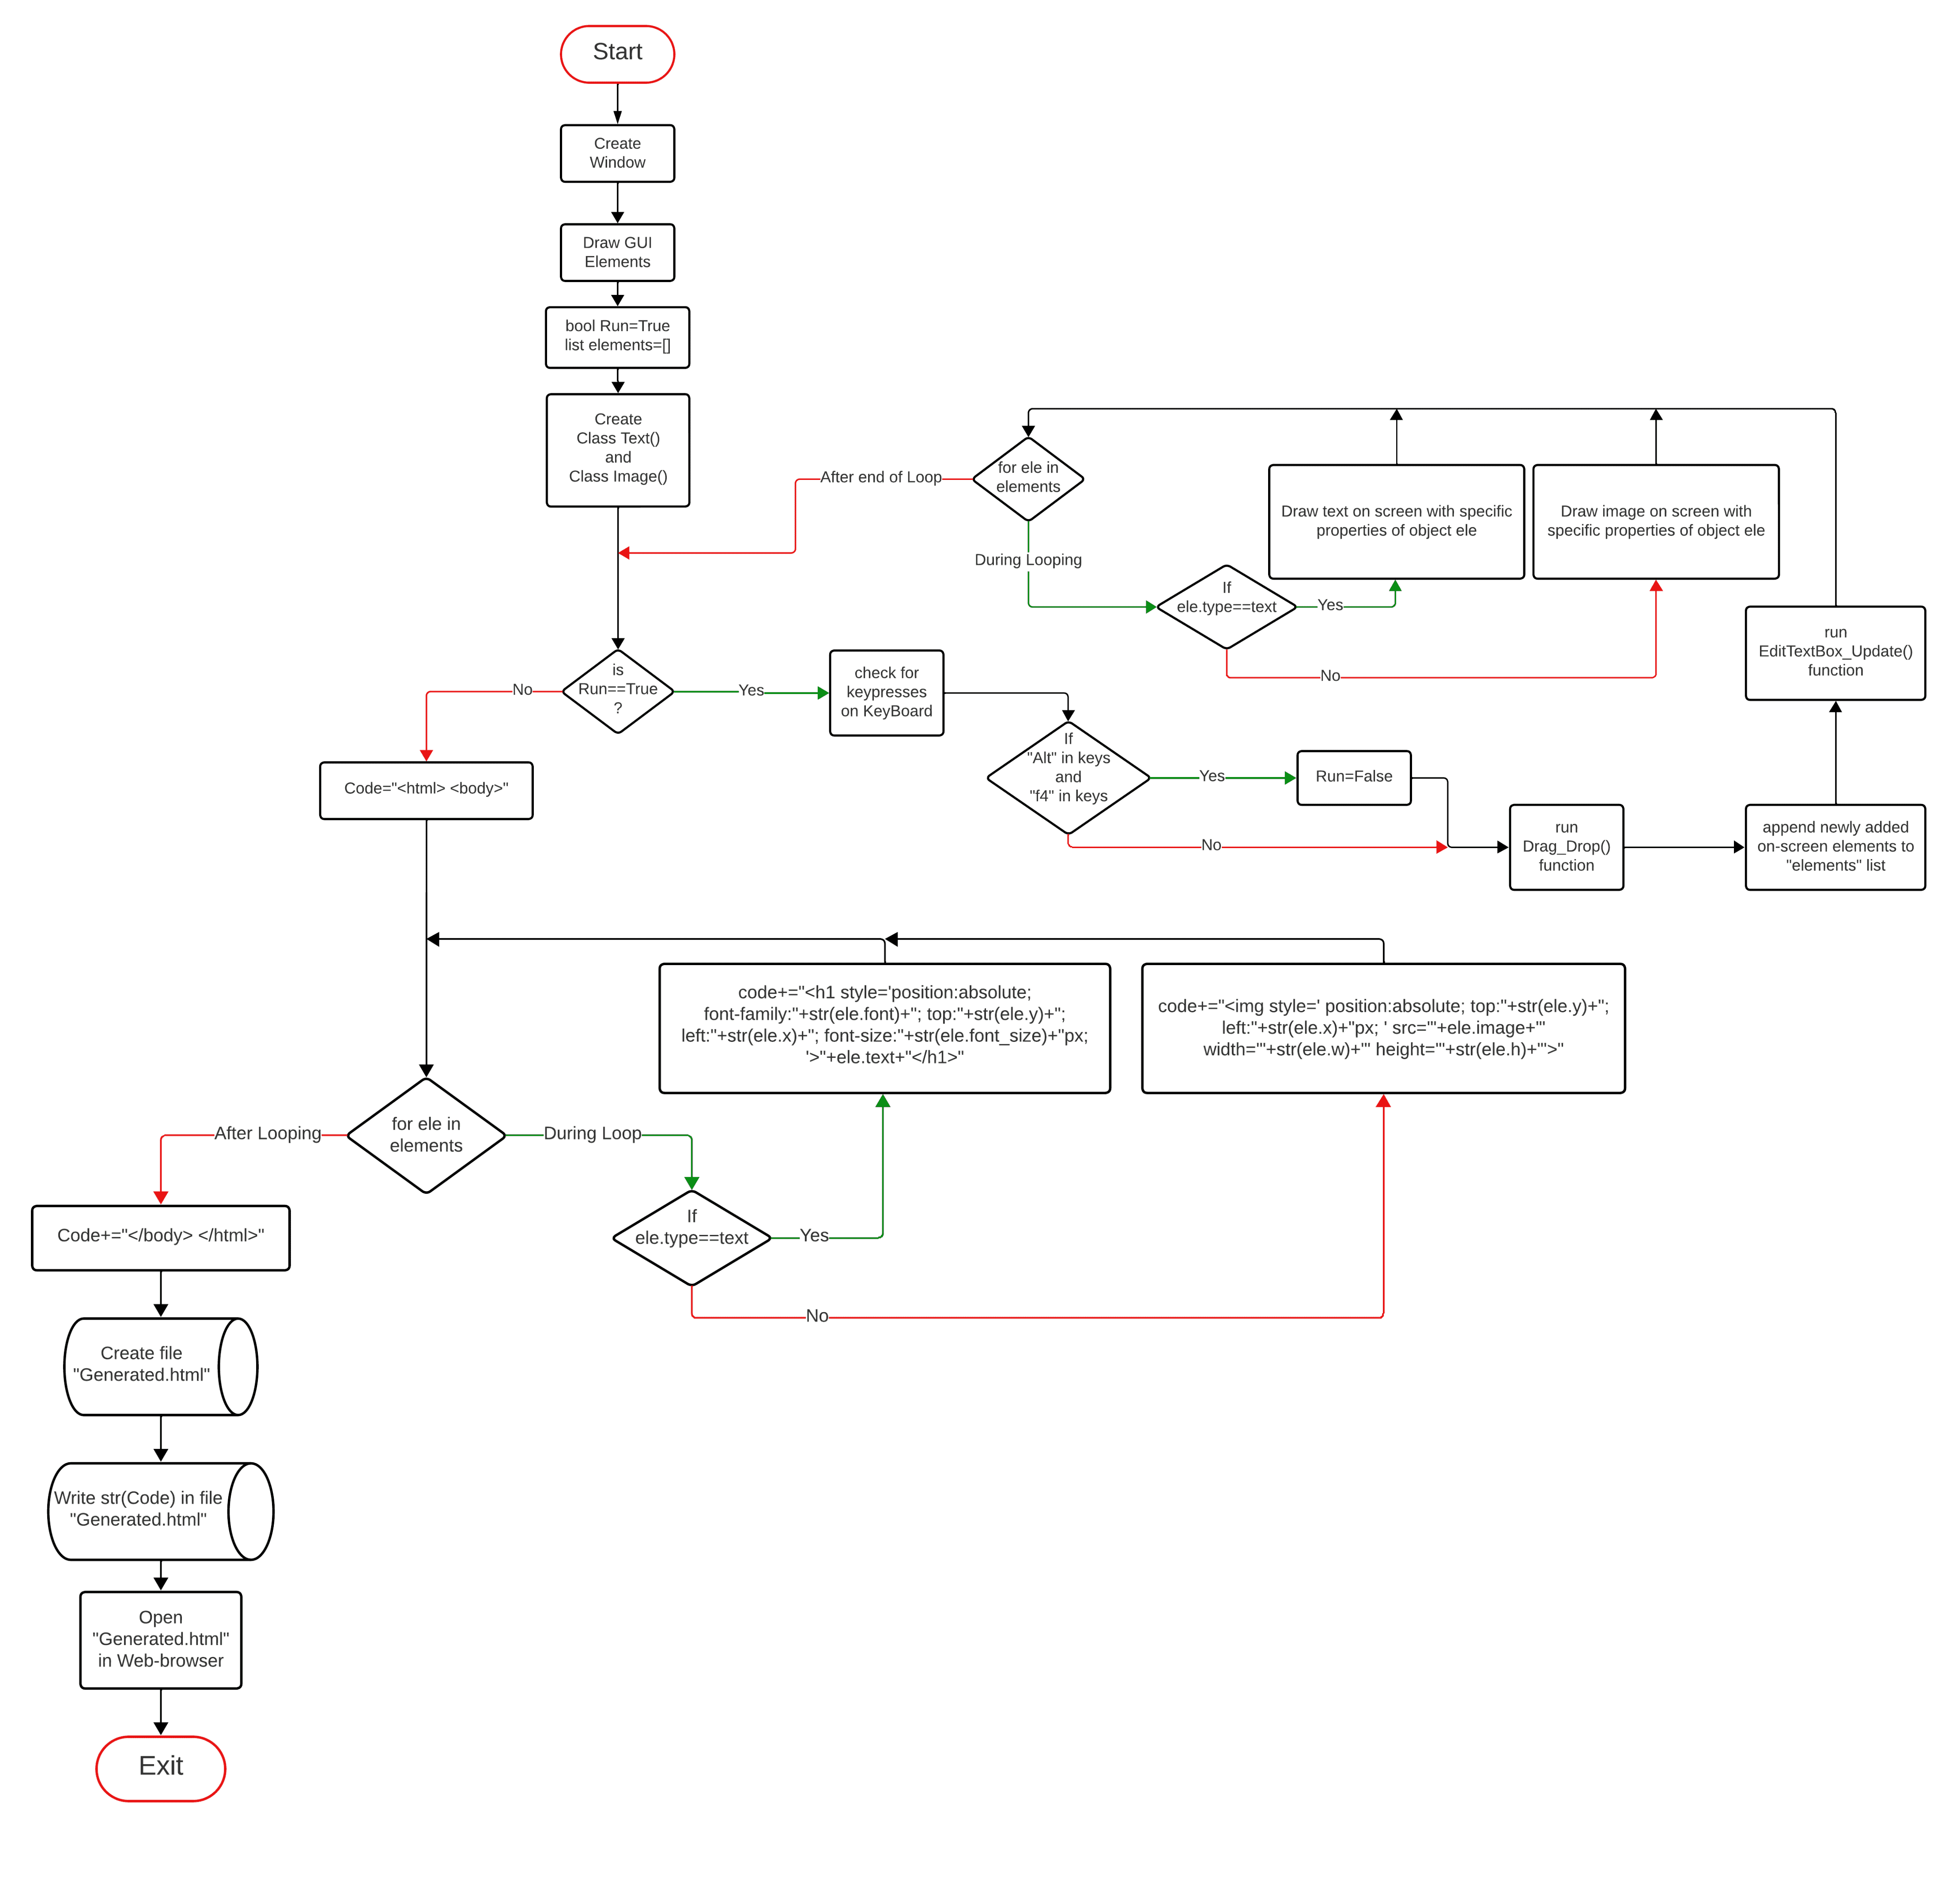 Start
Create
Window
Draw GUI
Elements
bool Run=True
list elements=[]
Create
Class Text()
and
Class Image()
After end of Loop
for ele in
elements
During Looping
If
ele.type==text
Yes
No
Draw text on screen with specific
properties of object ele
Draw image on screen with
specific properties of object ele
run
EditTextBox_Update()
function
is
Run==True
?
No
Yes
check for
keypresses
on KeyBoard
If
"Alt" in keys
and
"f4" in keys
Yes
No
Run=False
run
Drag_Drop()
function
append newly added
on-screen elements to
"elements" list
Code="<html> <body>"
code+="<h1 style='position:absolute;
font-family:"+str(ele.font)+"; top:"+str(ele.y)+";
left:"+str(ele.x)+"; font-size:"+str(ele.font_size)+"px;
'>"+ele.text+"</h1>"
code+="<img style=' position:absolute; top:"+str(ele.y)+";
left:"+str(ele.x)+"px; ' src='"+ele.image+"'
width='"+str(ele.w)+"' height='"+str(ele.h)+"'>"
After Looping
for ele in
elements
During Loop
If
ele.type==text
Yes
No
Code+="</body> </html>"
Create file
"Generated.html"
Write str(Code) in file
"Generated.html"
Open
"Generated.html"
in Web-browser
Exit